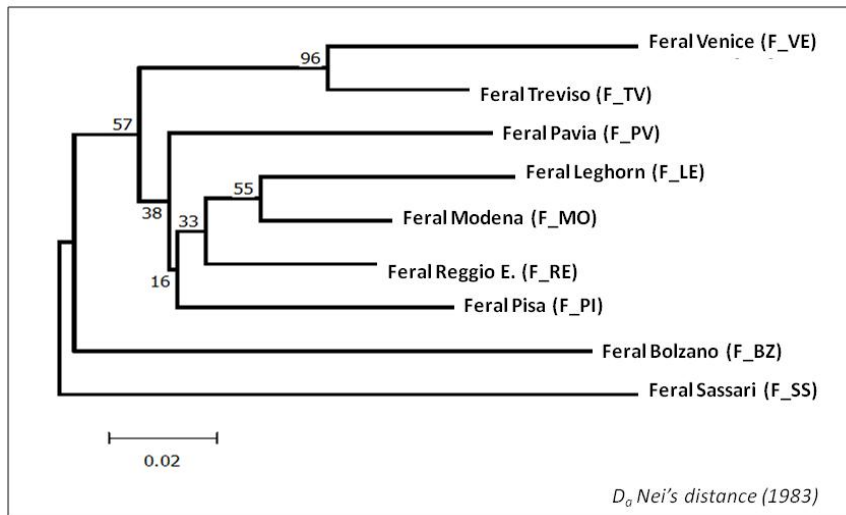 Feral Venice (F_VE)
96
Feral Treviso (F_TV)
57
Feral Pavia (F_PV)
Feral Leghorn (F_LE)
55
38
33
Feral Modena (F_MO)
Feral Reggio E. (F_RE)
16
Feral Pisa (F_PI)
Feral Bolzano (F_BZ)
Feral Sassari (F_SS)
0.02
Da Nei's distance (1983)